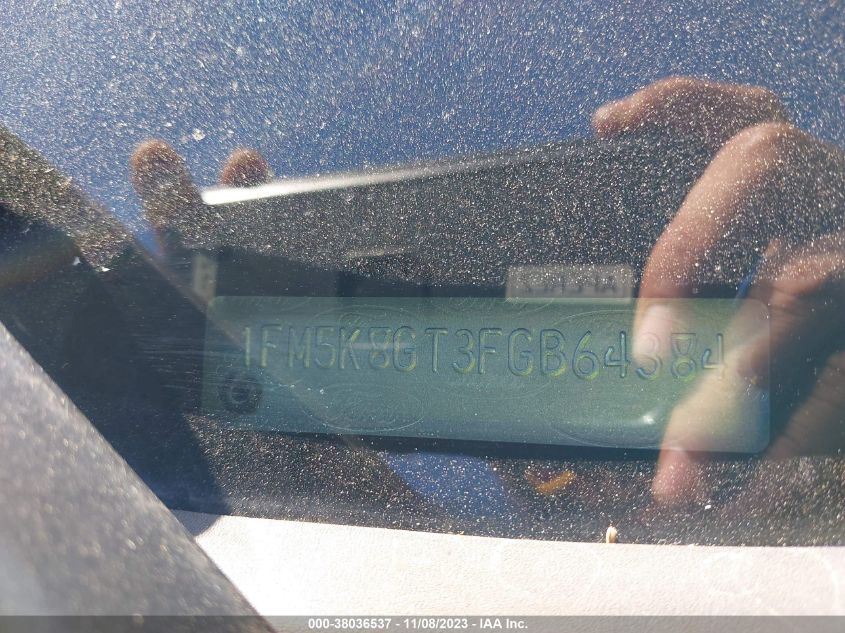 1FM5K8GT3FGB64384
000-38036537 - 11/08/2023 - IAA Inc.